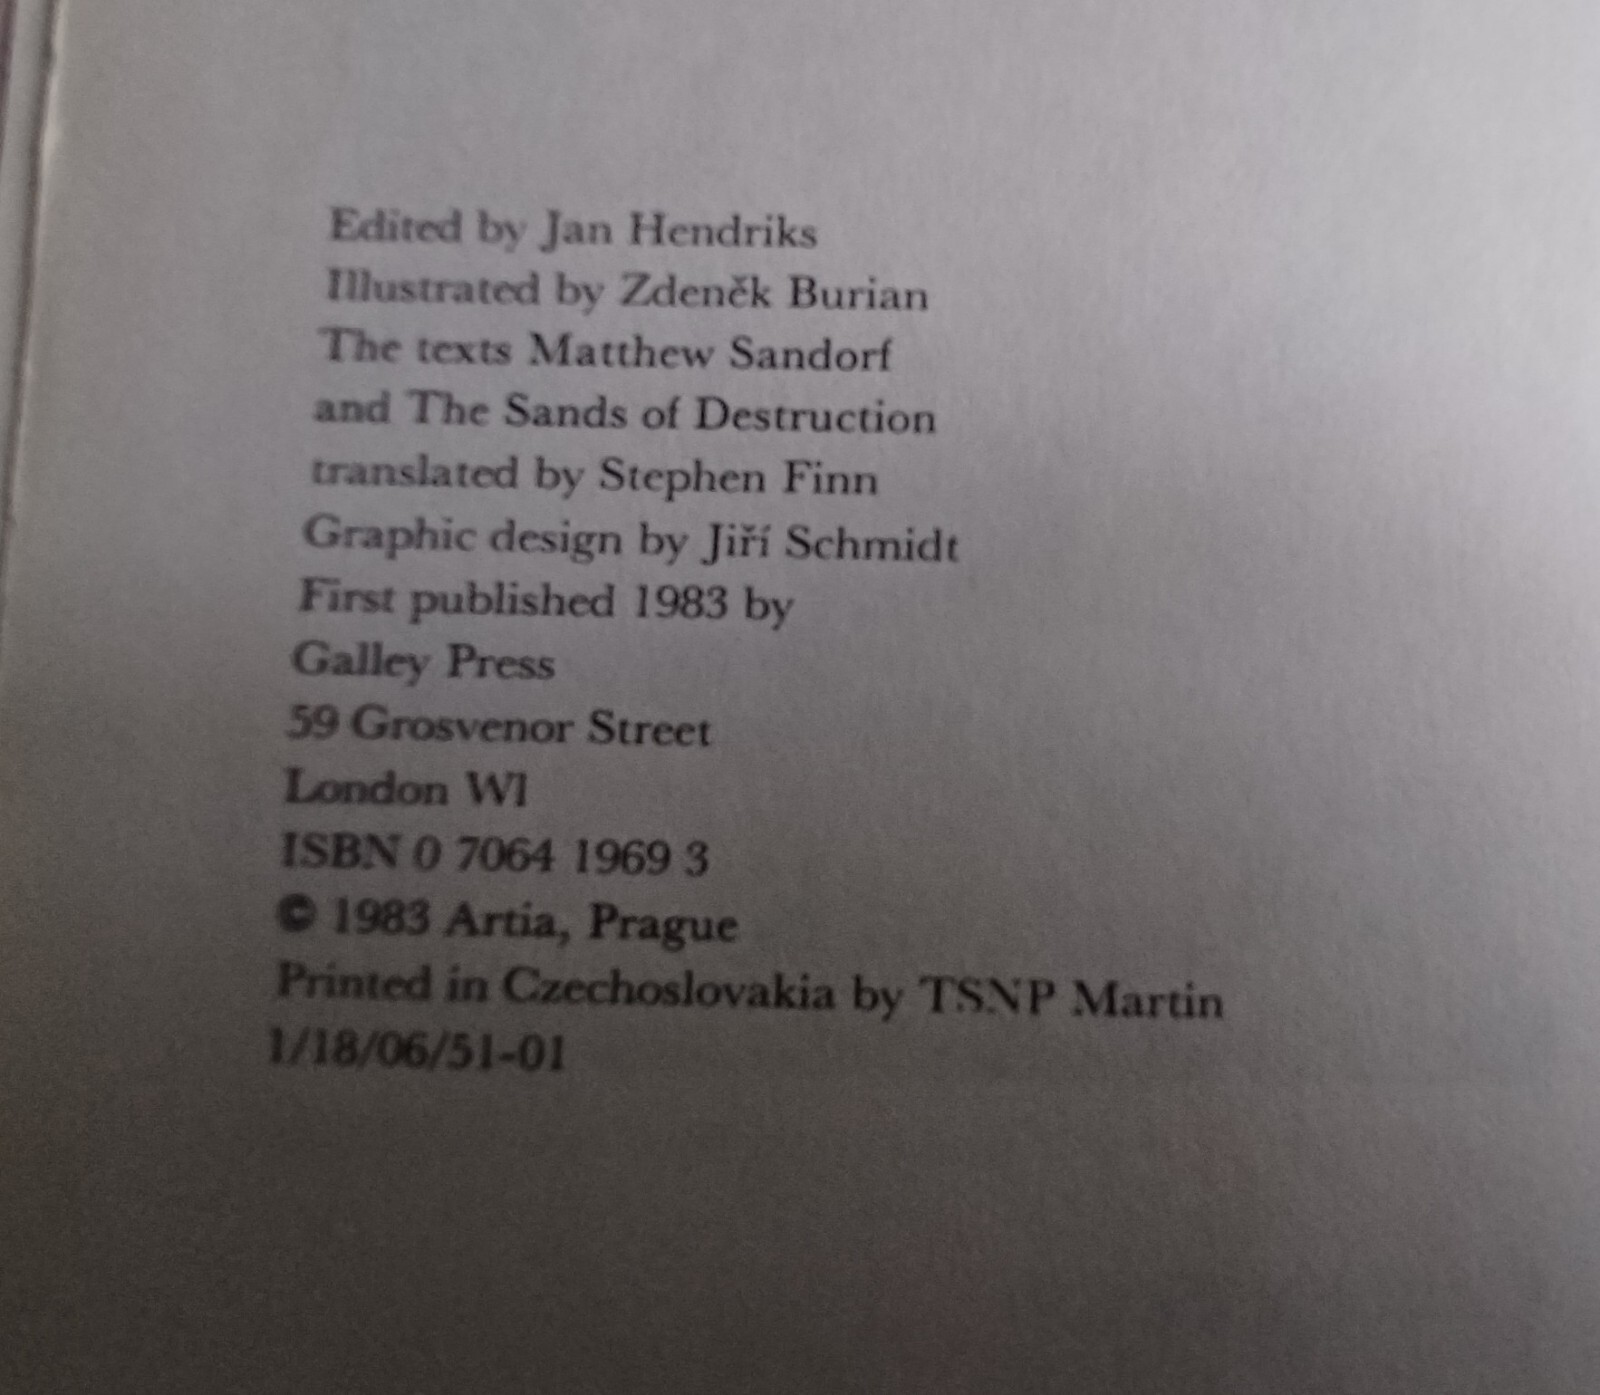 Edited by Jan Hendriks
Illustrated by Zdeněk Burian
The texts Matthew Sandorf
and The Sands of Destruction
translated by Stephen Finn
Graphic design by Jiří Schmidt
First published 1983 by
Galley Press
59 Grosvenor Street
London W1
ISBN 0 7064 1969 3
© 1983 Artia, Prague
Printed in Czechoslovakia by TSNP Martin
1/18/06/51-01